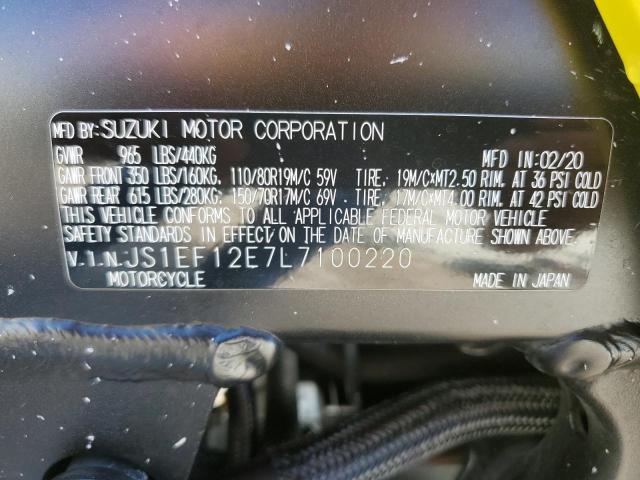 MFD BY: SUZUKI MOTOR CORPORATION
GVWR 965 LBS/440KG MFD IN:02/20
GAWR FRONT 350 LBS/160KG, 110/80R19M/C 59V TIRE, 19M/C×MT2.50 RIM, AT 36 PSI COLD
GAWR REAR 615 LBS/280KG, 150/70R17M/C 69V TIRE, 17M/C×MT4.00 RIM, AT 42 PSI COLD
THIS VEHICLE CONFORMS TO ALL APPLICABLE FEDERAL MOTOR VEHICLE
SAFETY STANDARDS IN EFFECT ON THE DATE OF MANUFACTURE SHOWN ABOVE.
V.I.N. JS1EF12E7L7100220
MOTORCYCLE MADE IN JAPAN